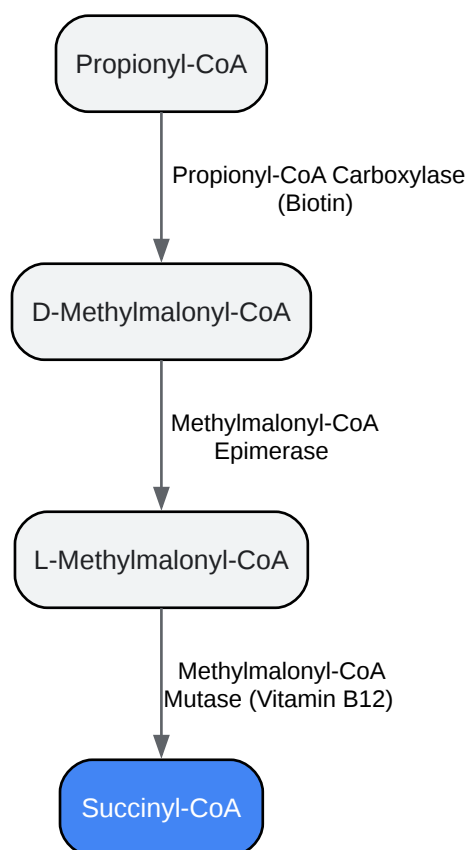 Propionyl-CoA
Propionyl-CoA Carboxylase
(Biotin)
D-Methylmalonyl-CoA
Methylmalonyl-CoA
Epimerase
L-Methylmalonyl-CoA
Methylmalonyl-CoA
Mutase (Vitamin B12)
Succinyl-CoA